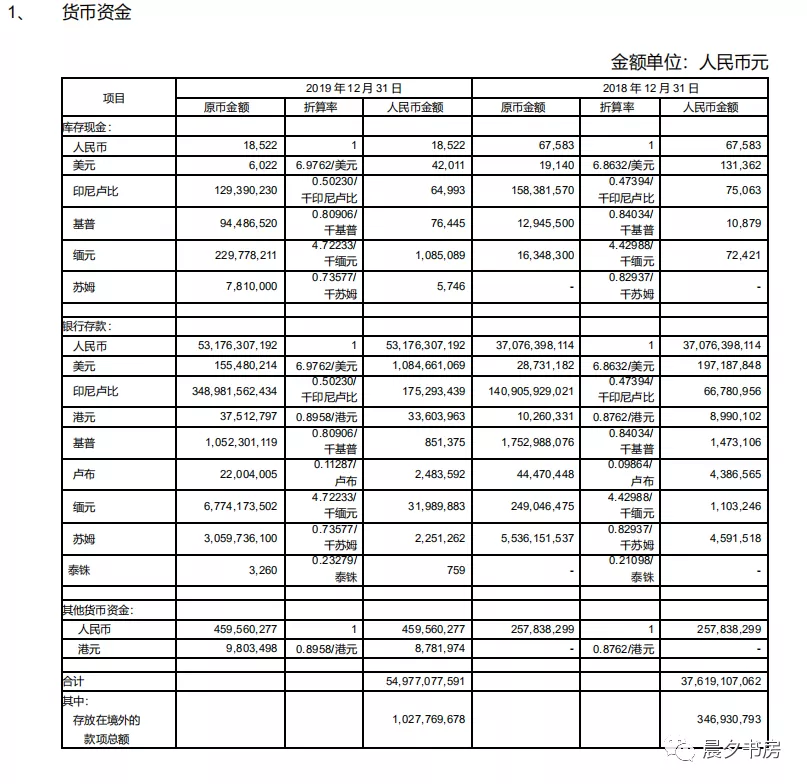 1、 货币资金
金额单位：人民币元
项目 2019 年 12 月 31 日 2018 年 12 月 31 日
原币金额 折算率 人民币金额 原币金额 折算率 人民币金额
库存现金：
人民币 18,522 1 18,522 67,583 1 67,583
美元 6,022 6.9762/美元 42,011 19,140 6.8632/美元 131,362
印尼卢比 129,390,230 0.50230/千印尼卢比 64,993 158,381,570 0.47394/千印尼卢比 75,063
基普 94,486,520 0.80906/千基普 76,445 12,945,500 0.84034/千基普 10,879
缅元 229,778,211 4.72233/千缅元 1,085,089 16,348,300 4.42988/千缅元 72,421
苏姆 7,810,000 0.73577/千苏姆 5,746 - 0.82937/千苏姆 -
银行存款：
人民币 53,176,307,192 1 53,176,307,192 37,076,398,114 1 37,076,398,114
美元 155,480,214 6.9762/美元 1,084,661,069 28,731,182 6.8632/美元 197,187,848
印尼卢比 348,981,562,434 0.50230/千印尼卢比 175,293,439 140,905,929,021 0.47394/千印尼卢比 66,780,956
港元 37,512,797 0.8958/港元 33,603,963 10,260,331 0.8762/港元 8,990,102
基普 1,052,301,119 0.80906/千基普 851,375 1,752,988,076 0.84034/千基普 1,473,106
卢布 22,004,005 0.11287/卢布 2,483,592 44,470,448 0.09864/卢布 4,386,565
缅元 6,774,173,502 4.72233/千缅元 31,989,883 249,046,475 4.42988/千缅元 1,103,246
苏姆 3,059,736,100 0.73577/千苏姆 2,251,262 5,536,151,537 0.82937/千苏姆 4,591,518
泰铢 3,260 0.23279/泰铢 759 - 0.21098/泰铢 -
其他货币资金：
人民币 459,560,277 1 459,560,277 257,838,299 1 257,838,299
港元 9,803,498 0.8958/港元 8,781,974 - 0.8762/港元 -
合计 54,977,077,591 37,619,107,062
其中：
存放在境外的
款项总额 1,027,769,678 346,930,793
晨夕书房